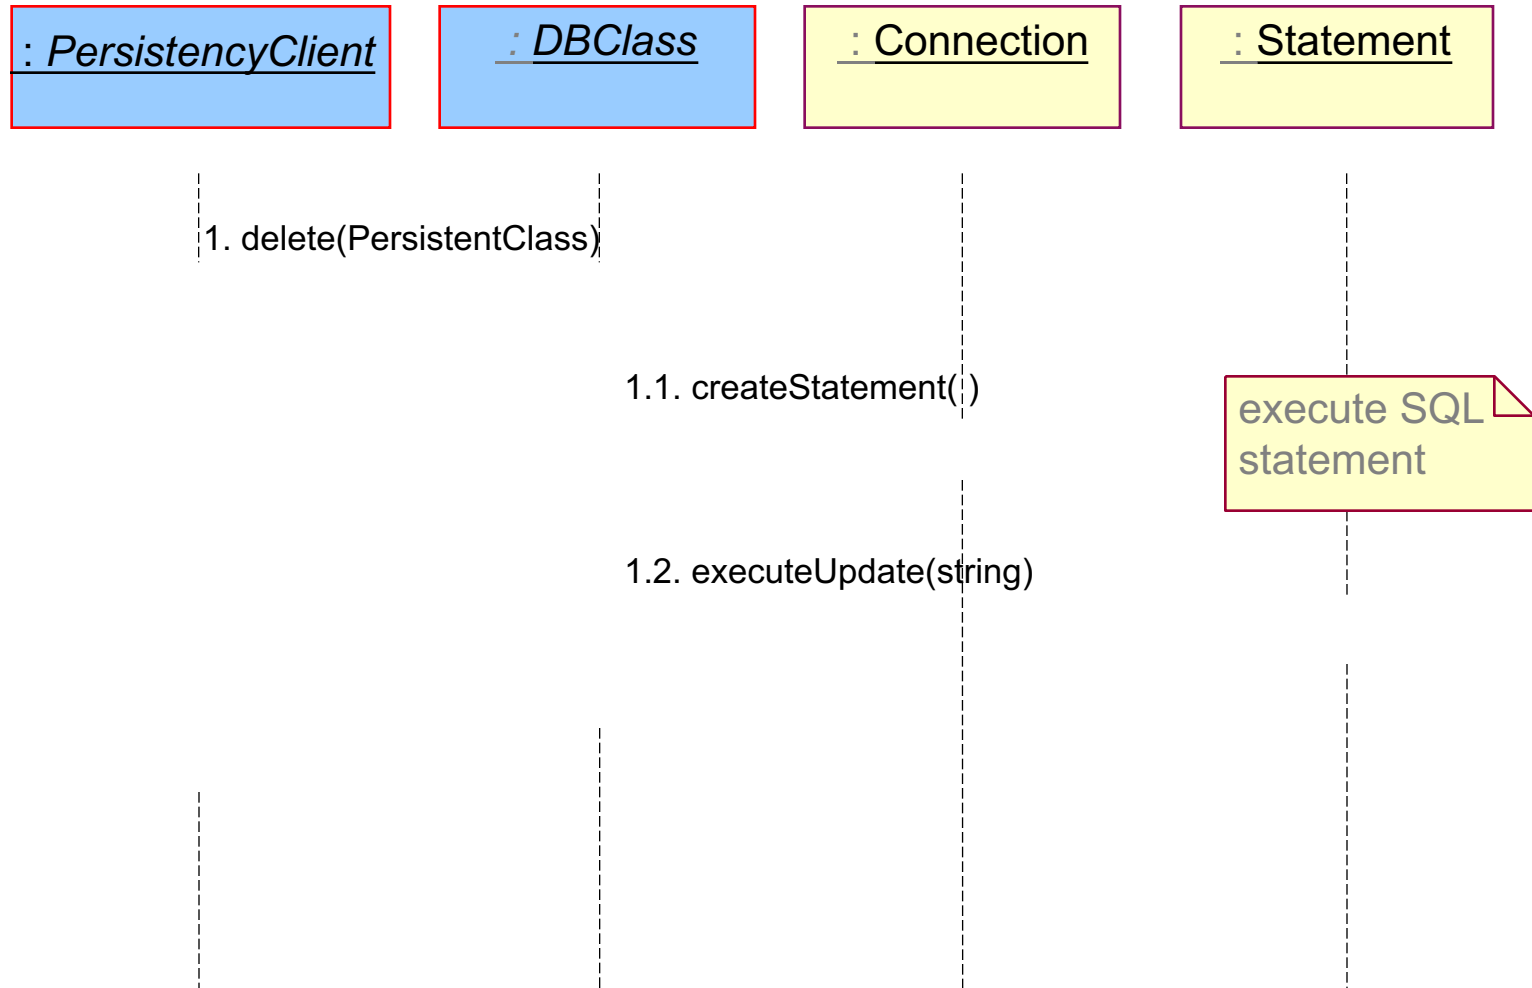 : PersistencyClient
: DBClass
: Connection
: Statement
1. delete(PersistentClass)
1.1. createStatement( )
execute SQL
statement
1.2. executeUpdate(string)